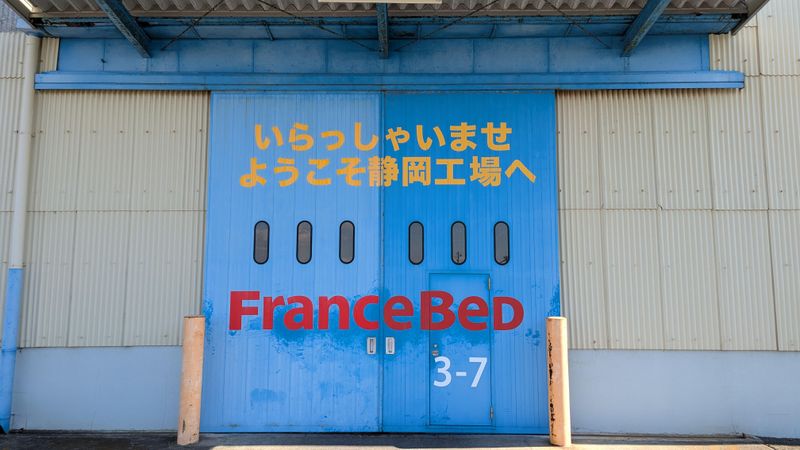 いらっしゃいませ
ようこそ静岡工場へ
FranceBeD
3-7